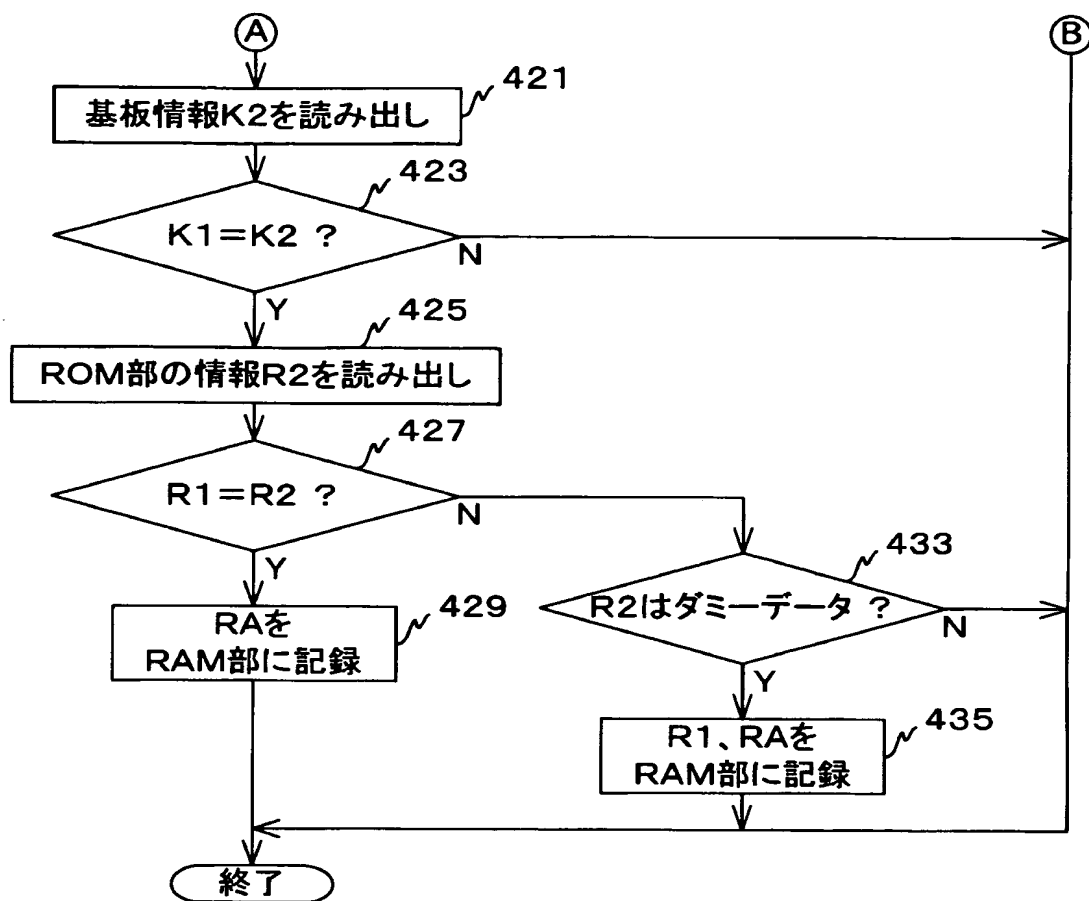 A
B
基板情報K2を読み出し
421
423
K1=K2 ?
N
Y
425
ROM部の情報R2を読み出し
427
R1=R2 ?
N
Y
433
R2はダミーデータ ?
N
429
RAを
RAM部に記録
Y
435
R1、RAを
RAM部に記録
終了